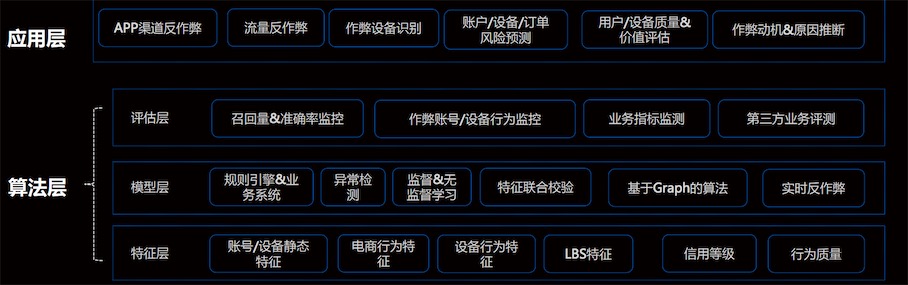 应用层
APP渠道反作弊
流量反作弊
作弊设备识别
账户/设备/订单
风险预测
用户/设备质量&
价值评估
作弊动机&原因推断
算法层
评估层
召回量&准确率监控
作弊账号/设备行为监控
业务指标监测
第三方业务评测
模型层
规则引擎&业
务系统
异常检
测
监督&无
监督学习
特征联合校验
基于Graph的算法
实时反作弊
特征层
账号/设备静态
特征
电商行为特
征
设备行为特
征
LBS特征
信用等级
行为质量